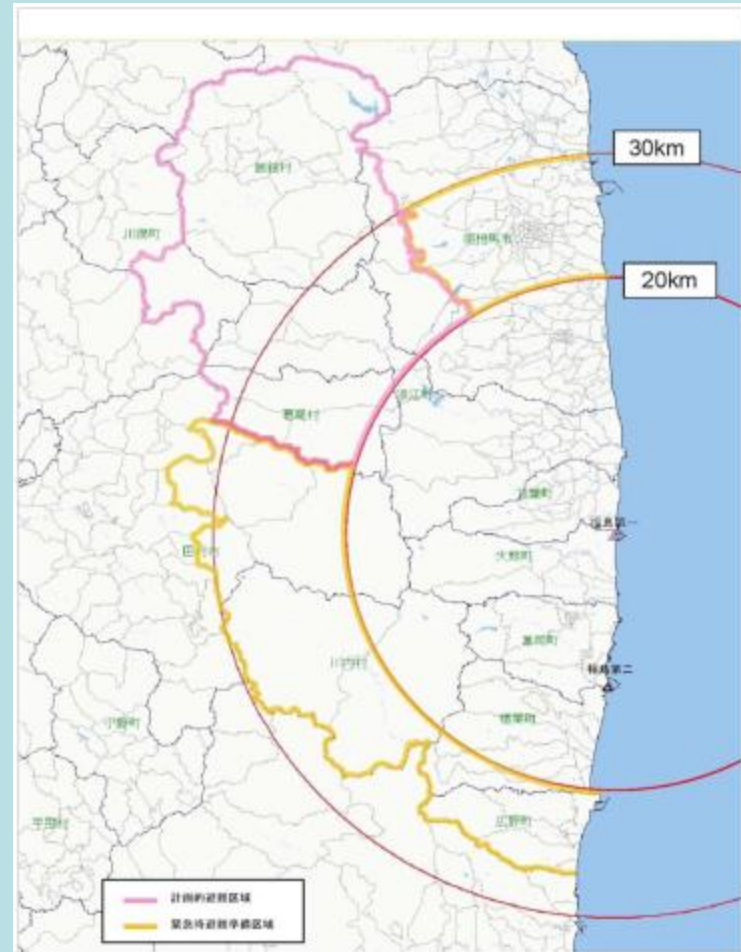 30km
飯舘村
川俣町
南相馬市
20km
浪江町
葛尾村
双葉町
福島第一
田村市
大熊町
富岡町
川内村
福島第二
楢葉町
小野町
平田村
広野町
計画的避難区域
緊急時避難準備区域